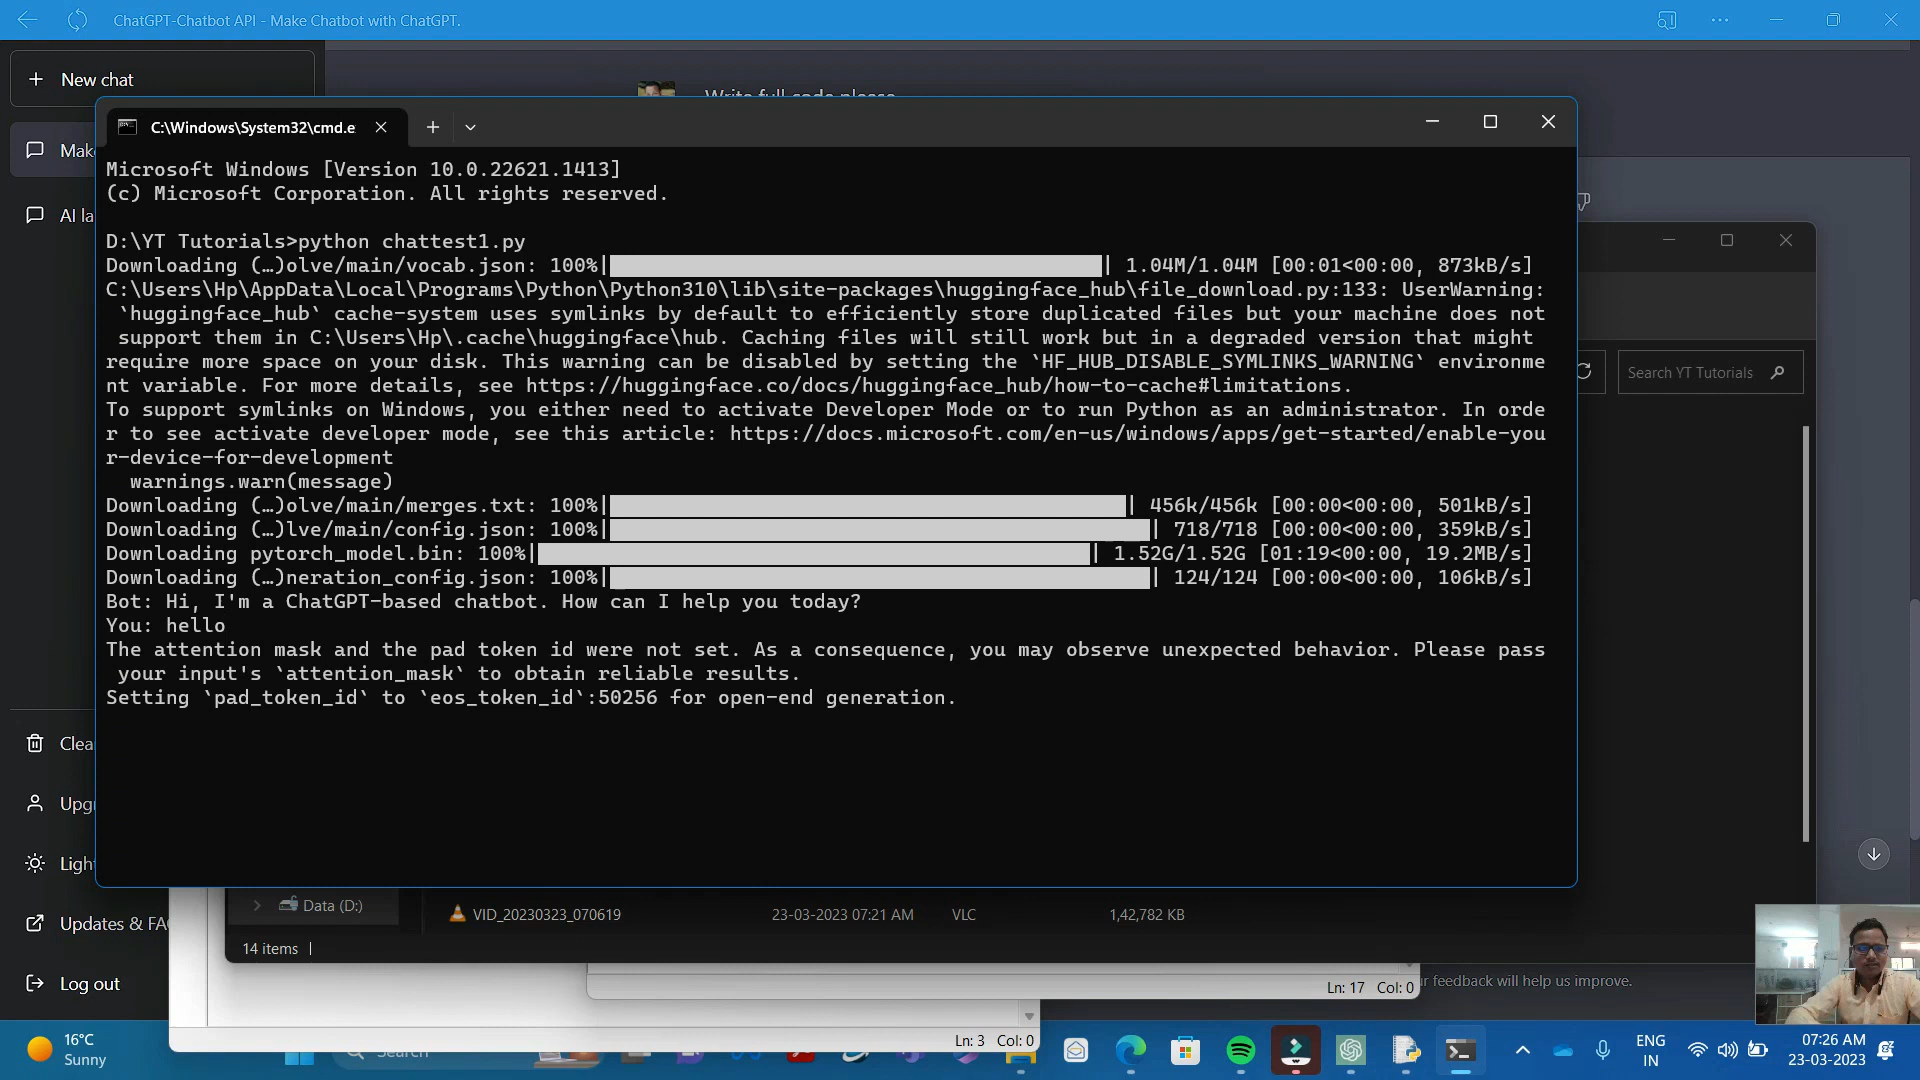 ChatGPT-Chatbot API - Make Chatbot with ChatGPT.
New chat
Write full code please
C:\Windows\System32\cmd.e
Mak
AI la
Microsoft Windows [Version 10.0.22621.1413]
(c) Microsoft Corporation. All rights reserved.
D:\YT Tutorials>python chattest1.py
Downloading (…)olve/main/vocab.json: 100%| | 1.04M/1.04M [00:01<00:00, 873kB/s]
C:\Users\Hp\AppData\Local\Programs\Python\Python310\lib\site-packages\huggingface_hub\file_download.py:133: UserWarning:
`huggingface_hub` cache-system uses symlinks by default to efficiently store duplicated files but your machine does not
support them in C:\Users\Hp\.cache\huggingface\hub. Caching files will still work but in a degraded version that might
require more space on your disk. This warning can be disabled by setting the `HF_HUB_DISABLE_SYMLINKS_WARNING` environme
nt variable. For more details, see https://huggingface.co/docs/huggingface_hub/how-to-cache#limitations.
To support symlinks on Windows, you either need to activate Developer Mode or to run Python as an administrator. In orde
r to see activate developer mode, see this article: https://docs.microsoft.com/en-us/windows/apps/get-started/enable-you
r-device-for-development
warnings.warn(message)
Downloading (…)olve/main/merges.txt: 100%| | 456k/456k [00:00<00:00, 501kB/s]
Downloading (…)lve/main/config.json: 100%| | 718/718 [00:00<00:00, 359kB/s]
Downloading pytorch_model.bin: 100%| | 1.52G/1.52G [01:19<00:00, 19.2MB/s]
Downloading (…)neration_config.json: 100%| | 124/124 [00:00<00:00, 106kB/s]
Bot: Hi, I'm a ChatGPT-based chatbot. How can I help you today?
You: hello
The attention mask and the pad token id were not set. As a consequence, you may observe unexpected behavior. Please pass
your input's `attention_mask` to obtain reliable results.
Setting `pad_token_id` to `eos_token_id`:50256 for open-end generation.
Search YT Tutorials
Clea
Upgr
Light
Updates & FA
Log out
Data (D:)
VID_20230323_070619 23-03-2023 07:21 AM VLC 1,42,782 KB
14 items
r feedback will help us improve.
Ln: 17 Col: 0
Ln: 3 Col: 0
16°C
Sunny
Search
ENG
IN
07:26 AM
23-03-2023